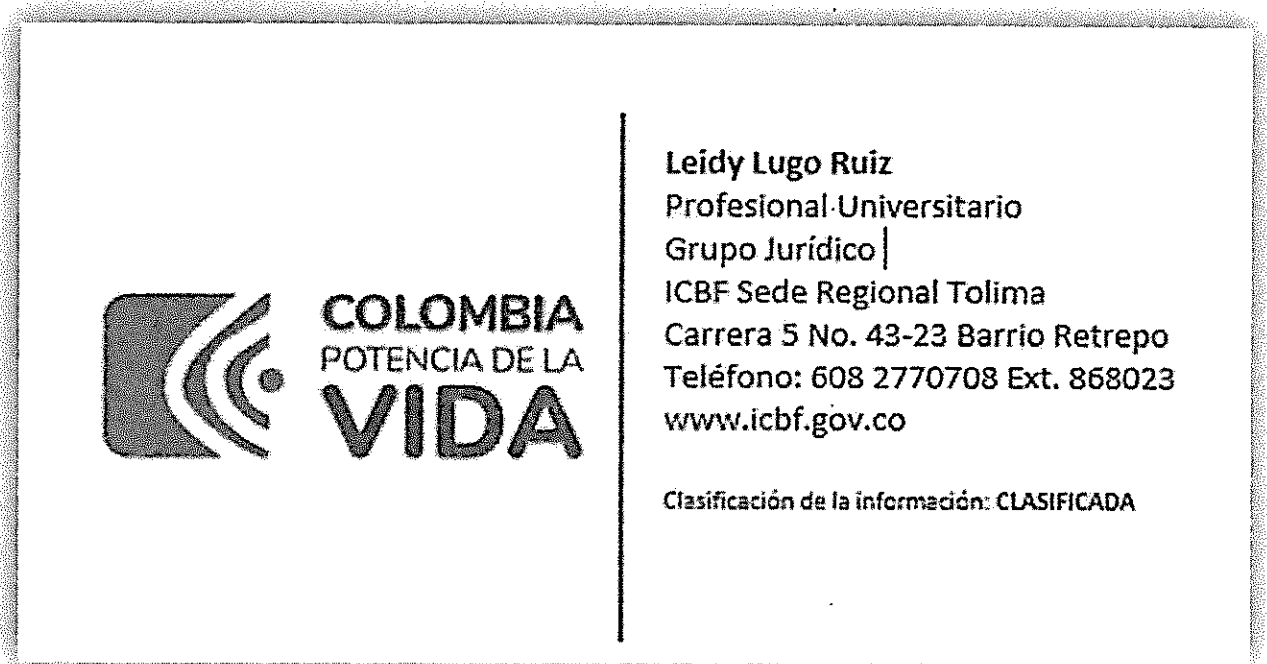 COLOMBIA
POTENCIA DE LA
VIDA
Leidy Lugo Ruiz
Profesional Universitario
Grupo Jurídico
ICBF Sede Regional Tolima
Carrera 5 No. 43-23 Barrio Retrepo
Teléfono: 608 2770708 Ext. 868023
www.icbf.gov.co
Clasificación de la información: CLASIFICADA